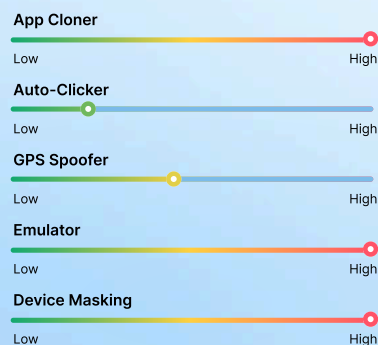 App Cloner
Low High
Auto-Clicker
Low High
GPS Spoofer
Low High
Emulator
Low High
Device Masking
Low High